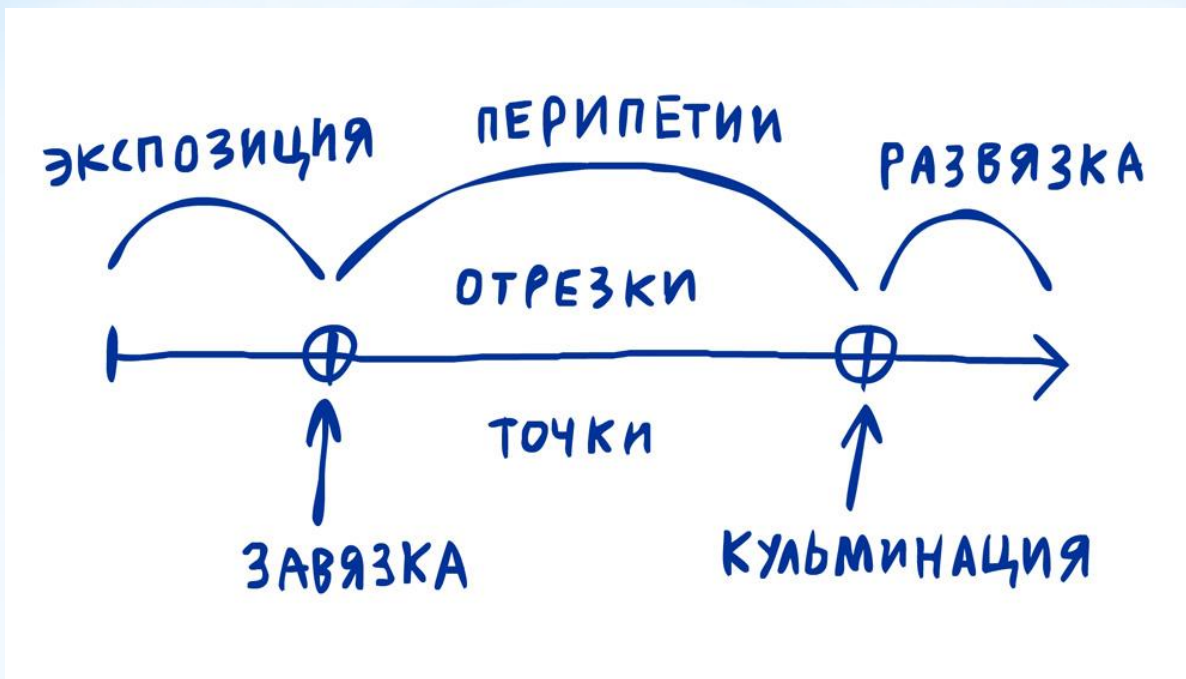 ЭКСПОЗИЦИЯ
ПЕРИПЕТИИ
РАЗВЯЗКА
ОТРЕЗКИ
ТОЧКИ
ЗАВЯЗКА
КУЛЬМИНАЦИЯ